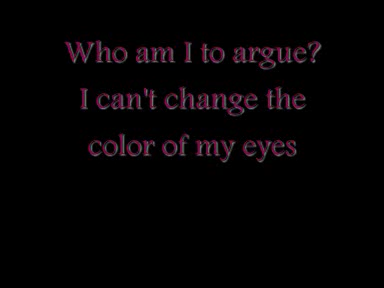 Who am I to argue?
I can't change the
color of my eyes